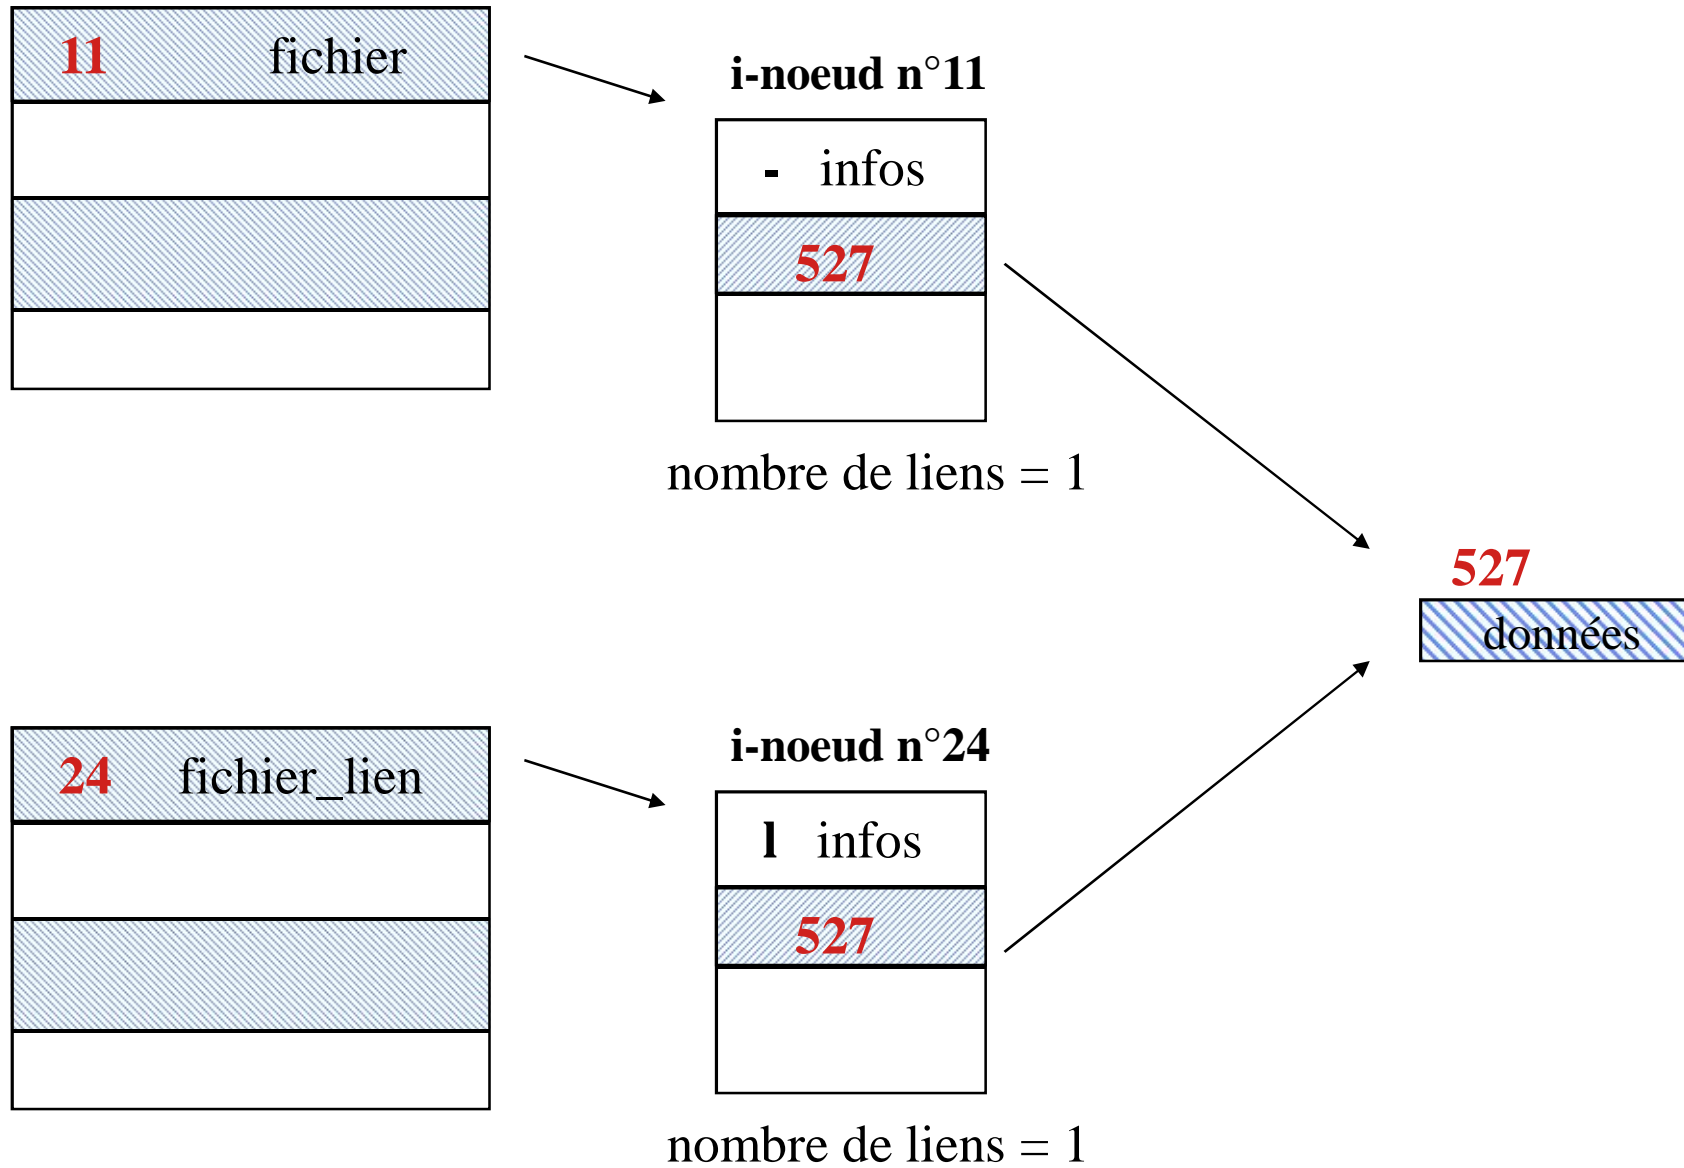 11 fichier
i-noeud n°11
- infos
527
nombre de liens = 1
527
données
24 fichier_lien
i-noeud n°24
l infos
527
nombre de liens = 1